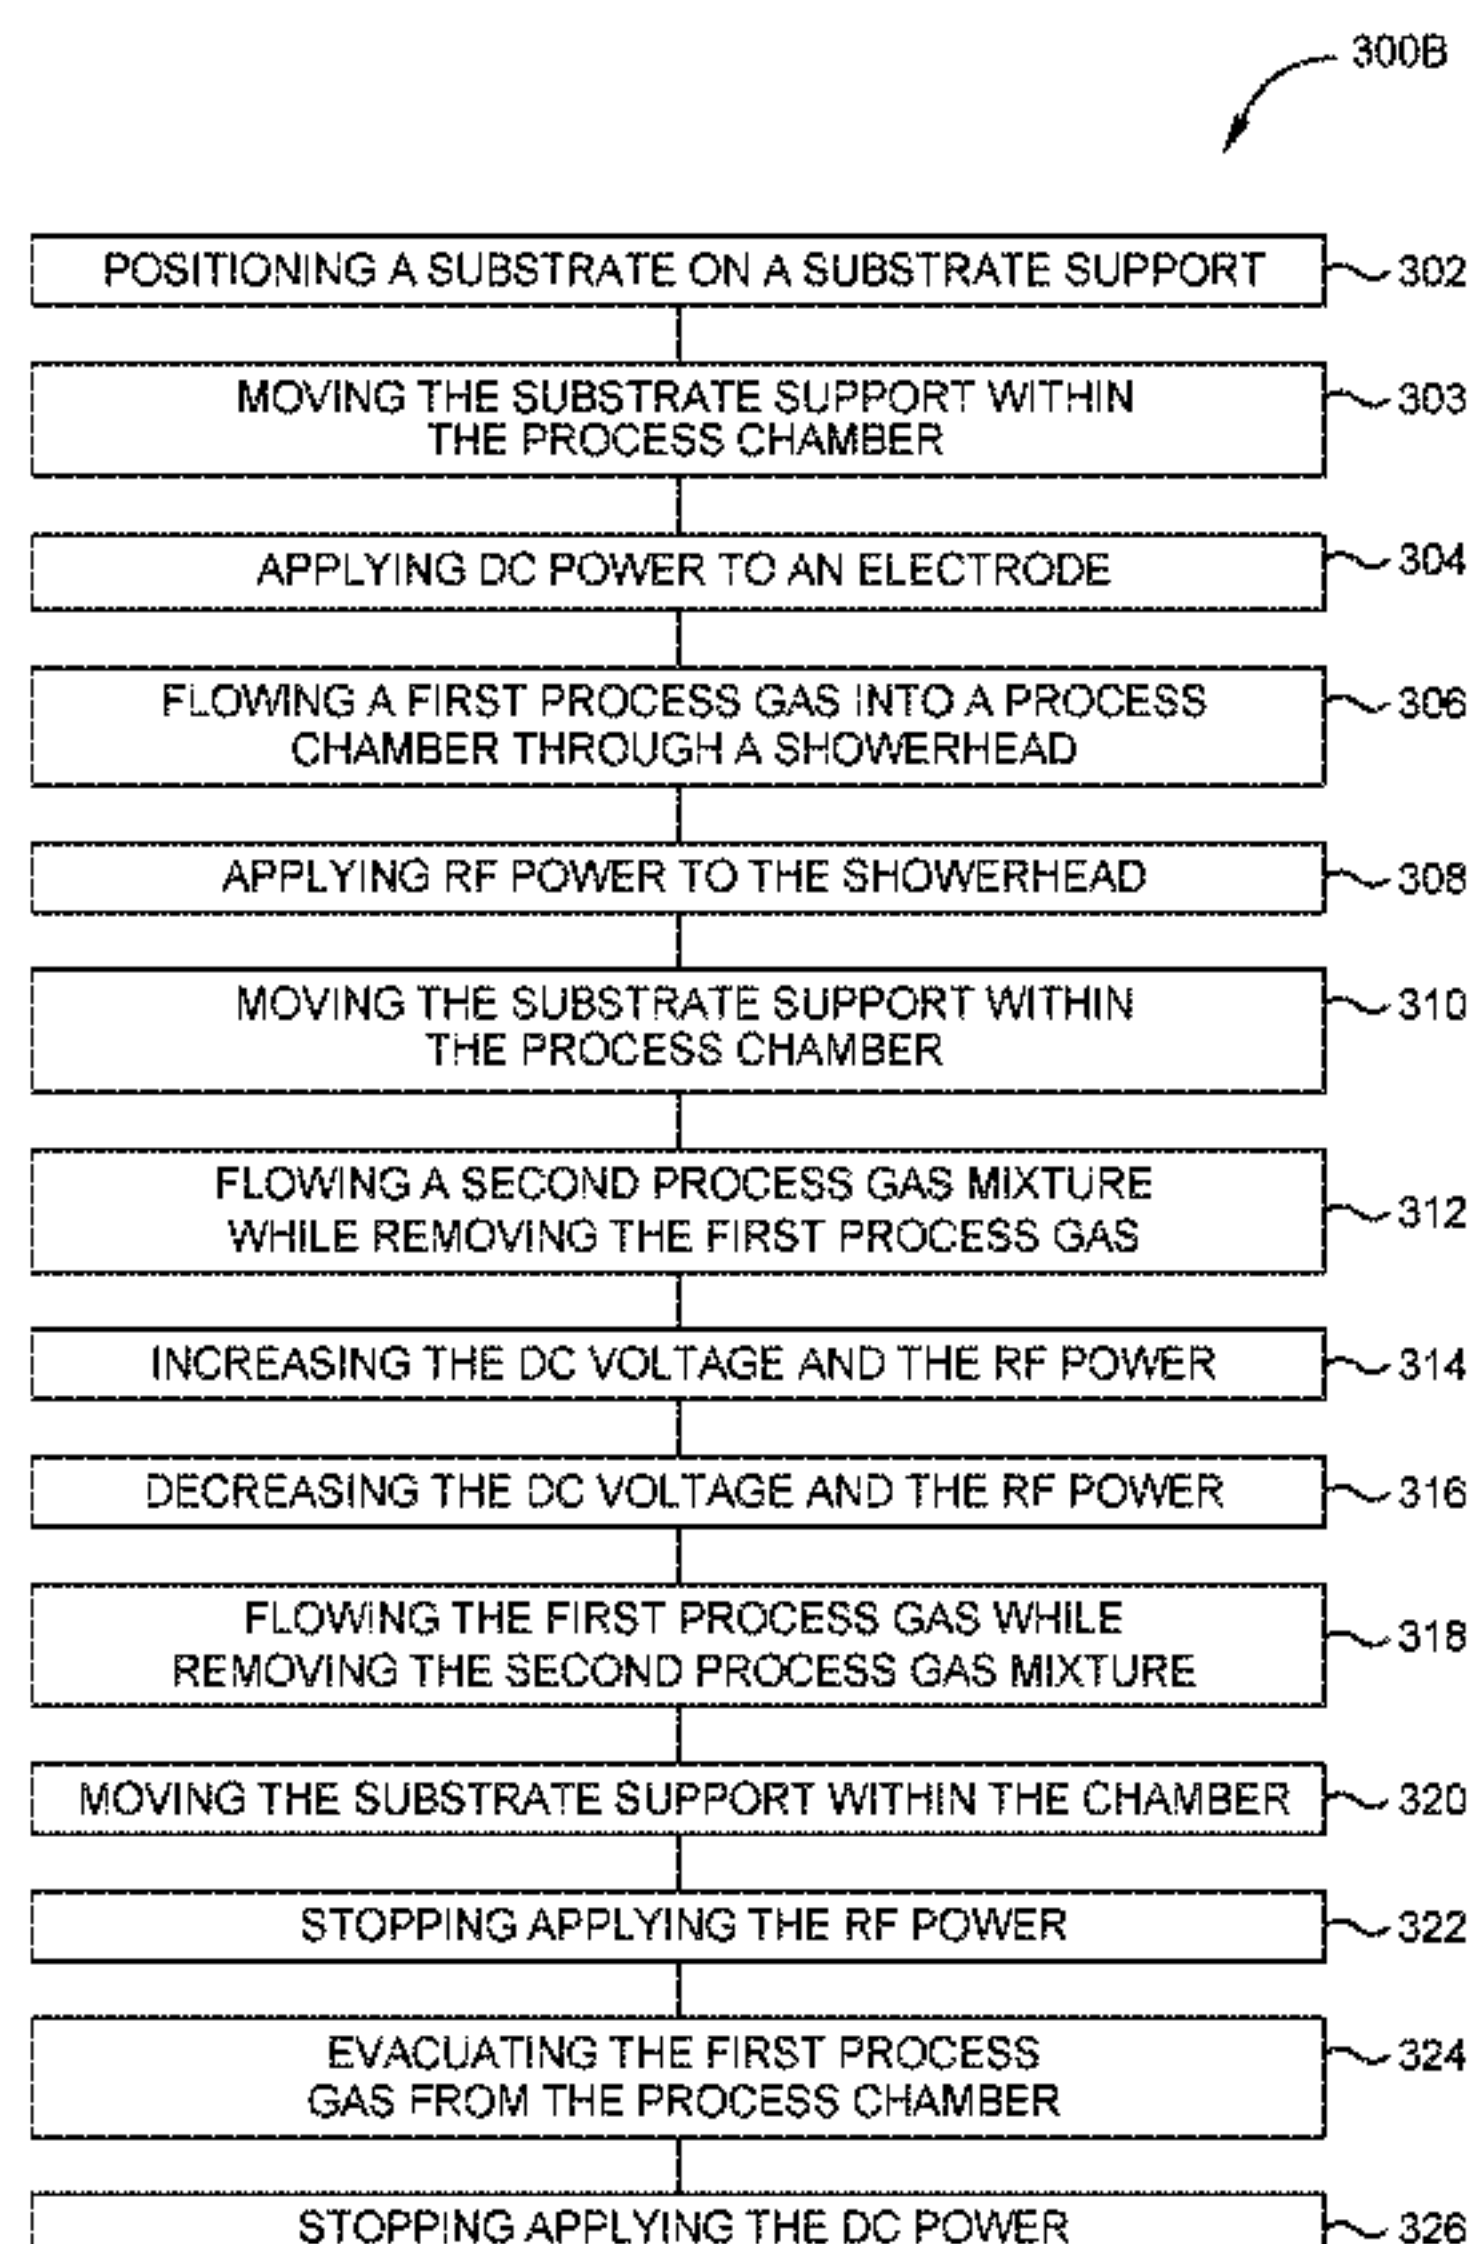 300B
POSITIONING A SUBSTRATE ON A SUBSTRATE SUPPORT 302
MOVING THE SUBSTRATE SUPPORT WITHIN 303
THE PROCESS CHAMBER
APPLYING DC POWER TO AN ELECTRODE 304
FLOWING A FIRST PROCESS GAS INTO A PROCESS 306
CHAMBER THROUGH A SHOWERHEAD
APPLYING RF POWER TO THE SHOWERHEAD 308
MOVING THE SUBSTRATE SUPPORT WITHIN 310
THE PROCESS CHAMBER
FLOWING A SECOND PROCESS GAS MIXTURE 312
WHILE REMOVING THE FIRST PROCESS GAS
INCREASING THE DC VOLTAGE AND THE RF POWER 314
DECREASING THE DC VOLTAGE AND THE RF POWER 316
FLOWING THE FIRST PROCESS GAS WHILE 318
REMOVING THE SECOND PROCESS GAS MIXTURE
MOVING THE SUBSTRATE SUPPORT WITHIN THE CHAMBER 320
STOPPING APPLYING THE RF POWER 322
EVACUATING THE FIRST PROCESS 324
GAS FROM THE PROCESS CHAMBER
STOPPING APPLYING THE DC POWER 326